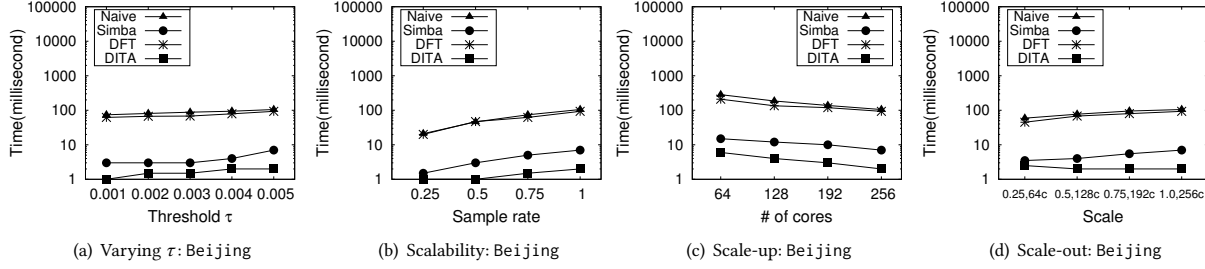 Time(millisecond)
100000
10000
1000
100
10
1
Naive
Simba
DFT
DITA
0.001 0.002 0.003 0.004 0.005
Threshold τ
(a) Varying τ: Beijing
Time(millisecond)
100000
10000
1000
100
10
1
Naive
Simba
DFT
DITA
0.25 0.5 0.75 1
Sample rate
(b) Scalability: Beijing
Time(millisecond)
100000
10000
1000
100
10
1
Naive
Simba
DFT
DITA
64 128 192 256
# of cores
(c) Scale-up: Beijing
Time(millisecond)
100000
10000
1000
100
10
1
Naive
Simba
DFT
DITA
0.25,64c 0.5,128c 0.75,192c 1.0,256c
Scale
(d) Scale-out: Beijing